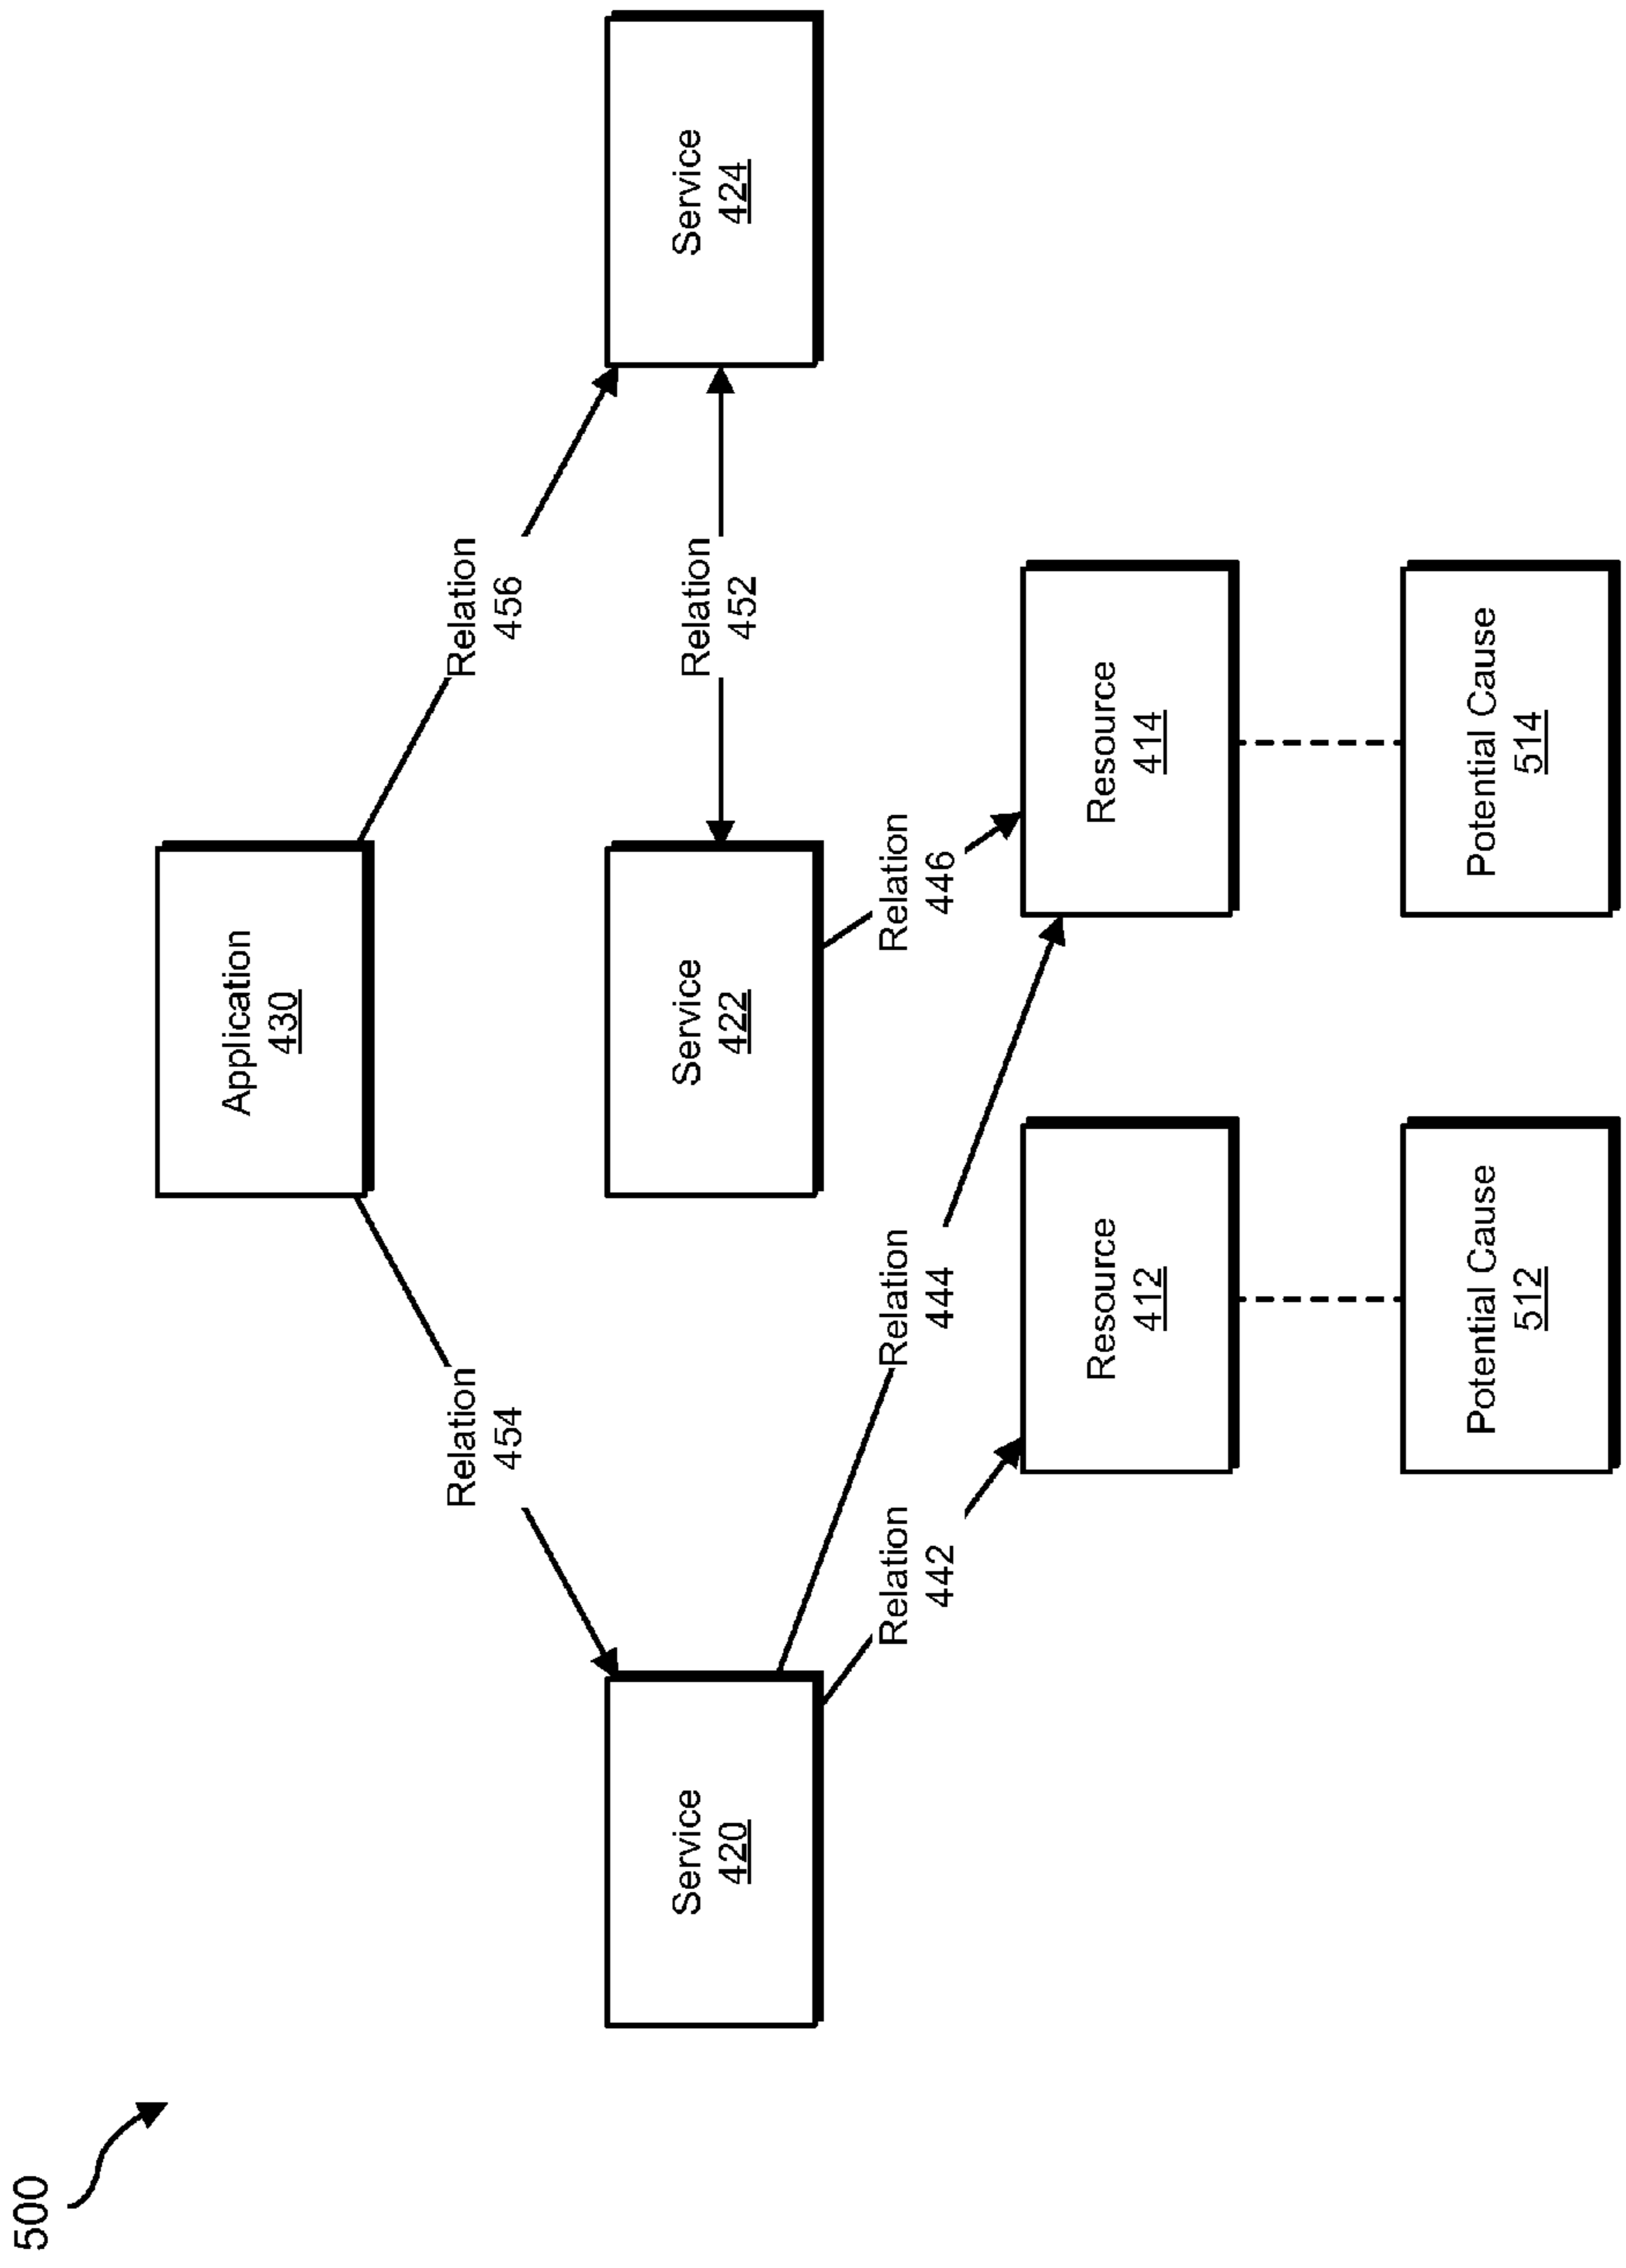 500
Application
430
Relation
454
Relation
456
Service
420
Service
422
Relation
452
Service
424
Relation
442
Relation
444
Relation
446
Resource
412
Resource
414
Potential Cause
512
Potential Cause
514